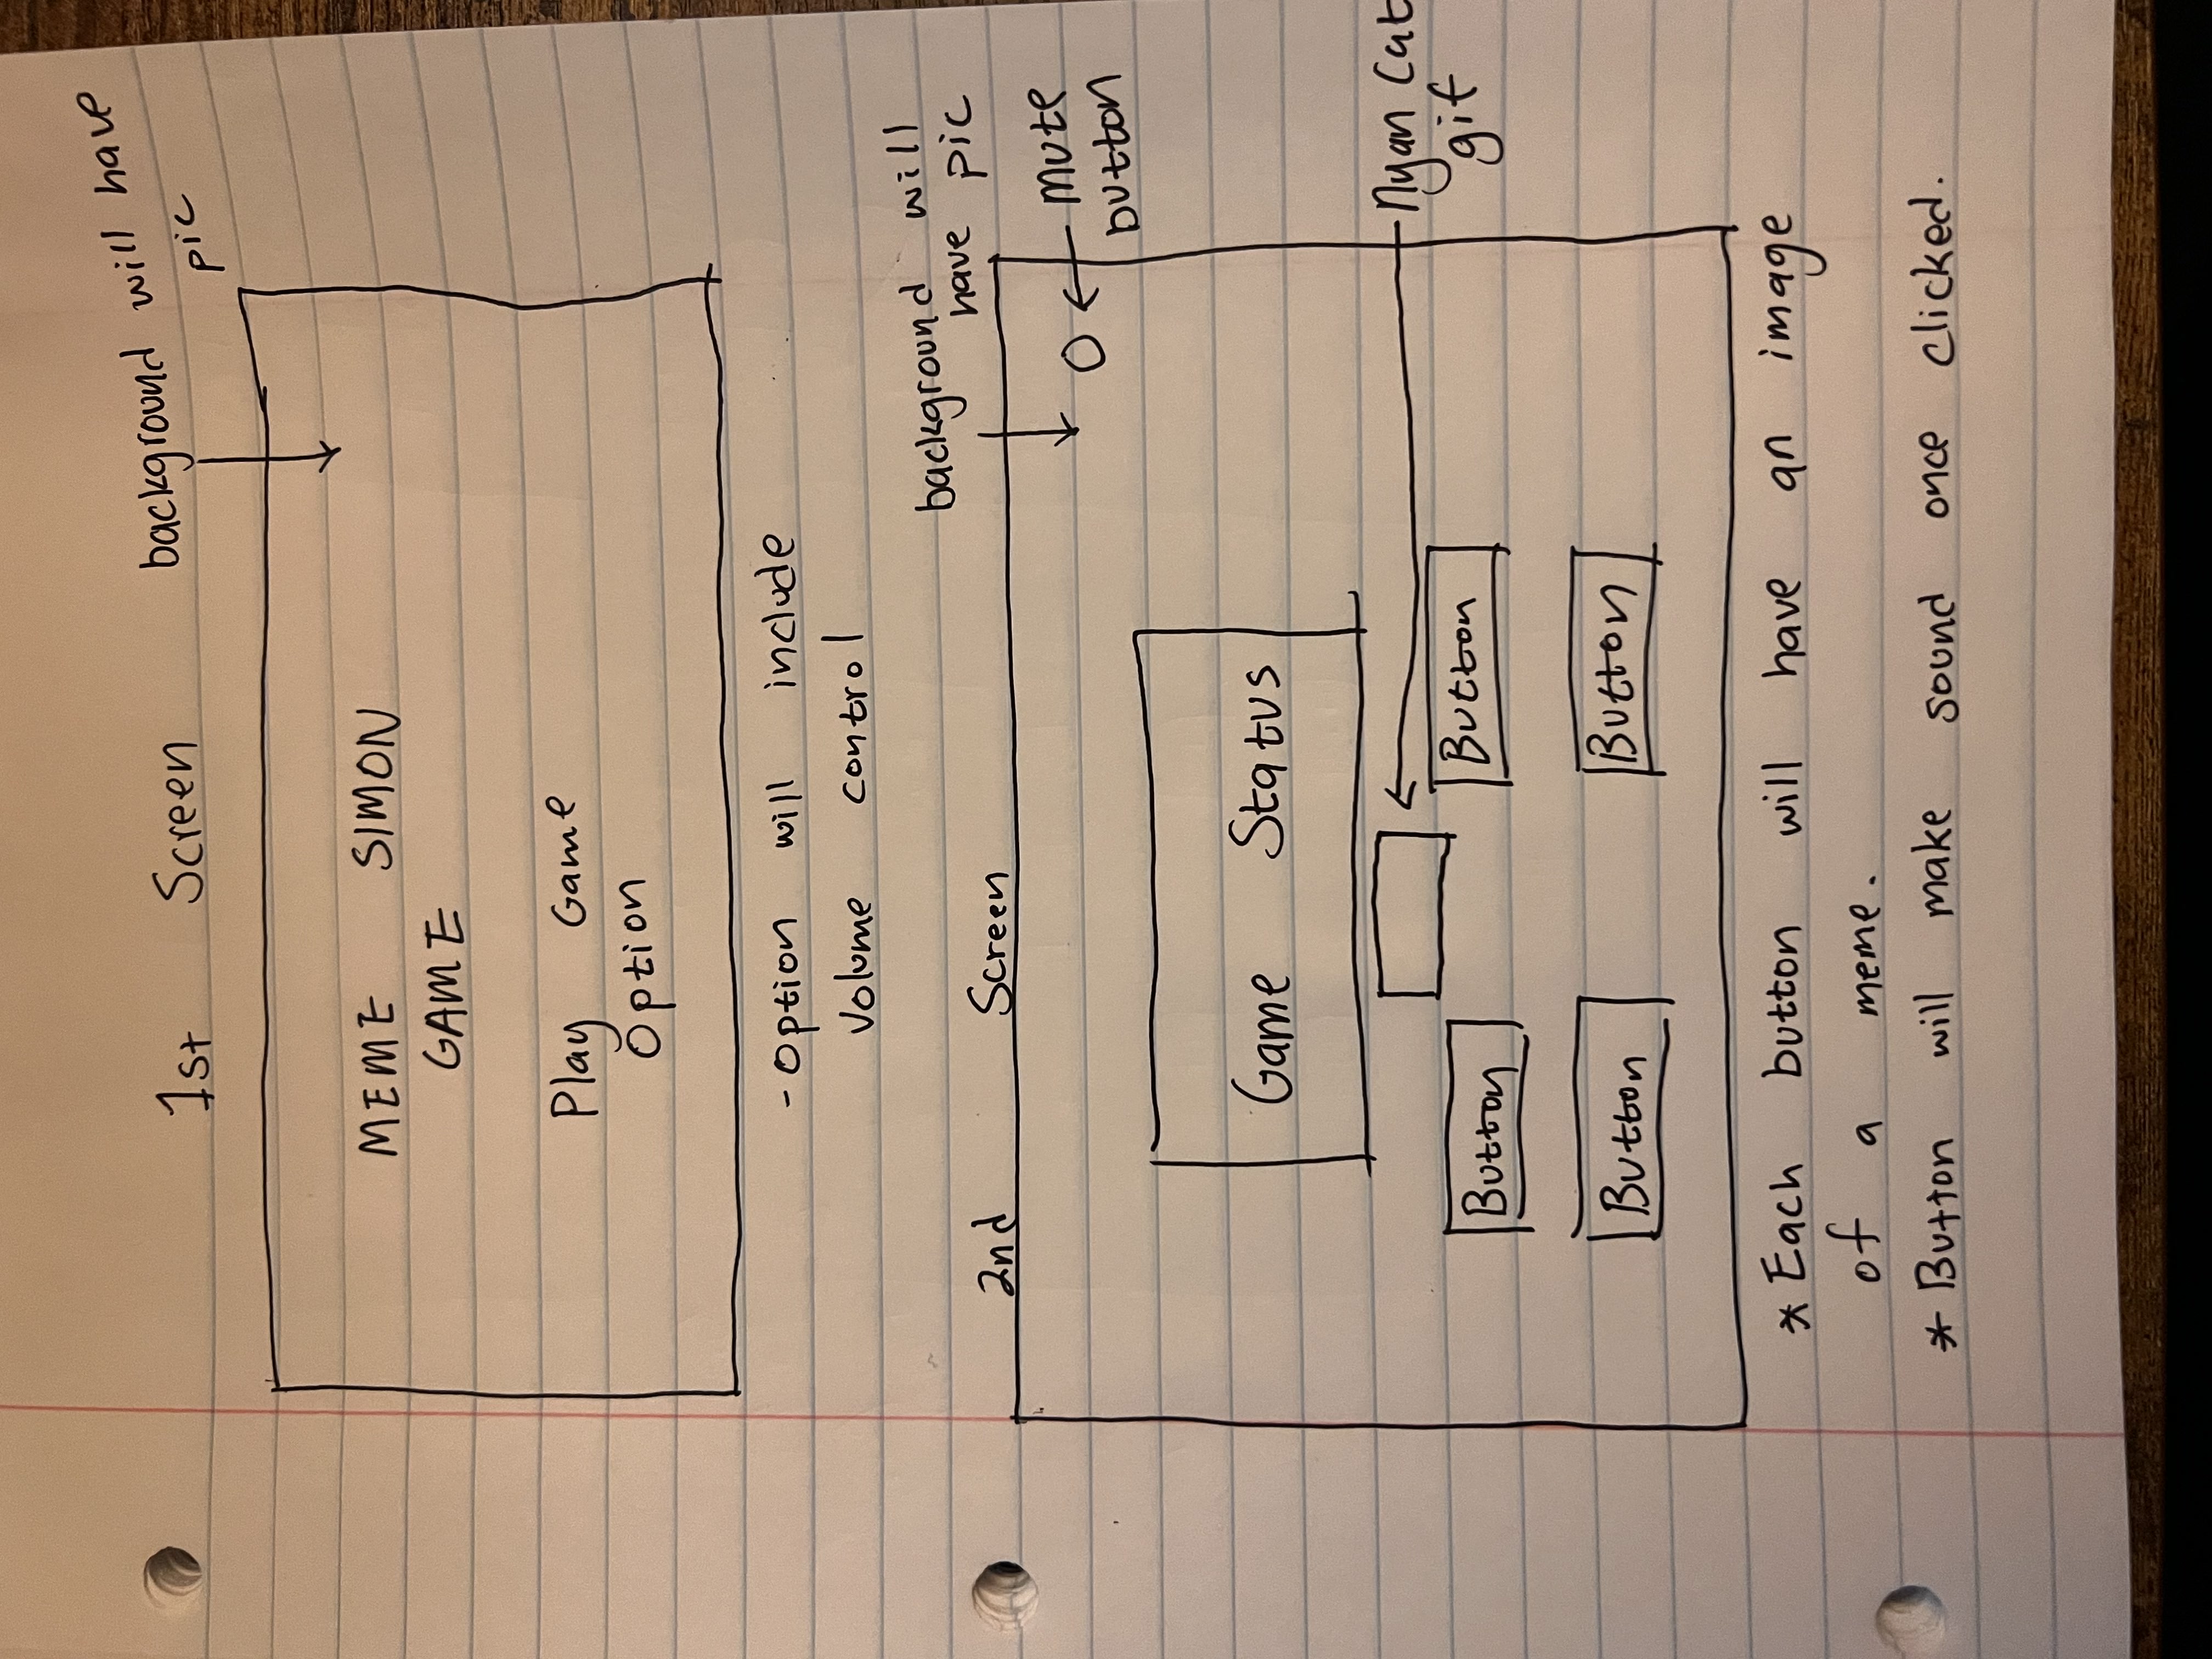 1st Screen
background will have
pic
MEME SIMON
GAME
Play Game
Option
- Option will include
Volume control
background will
have pic
2nd Screen
mute
button
Game Status
nyan cat
gif
Button
Button
Button
Button
* Each button will have an image
of a meme.
* Button will make sound once clicked.